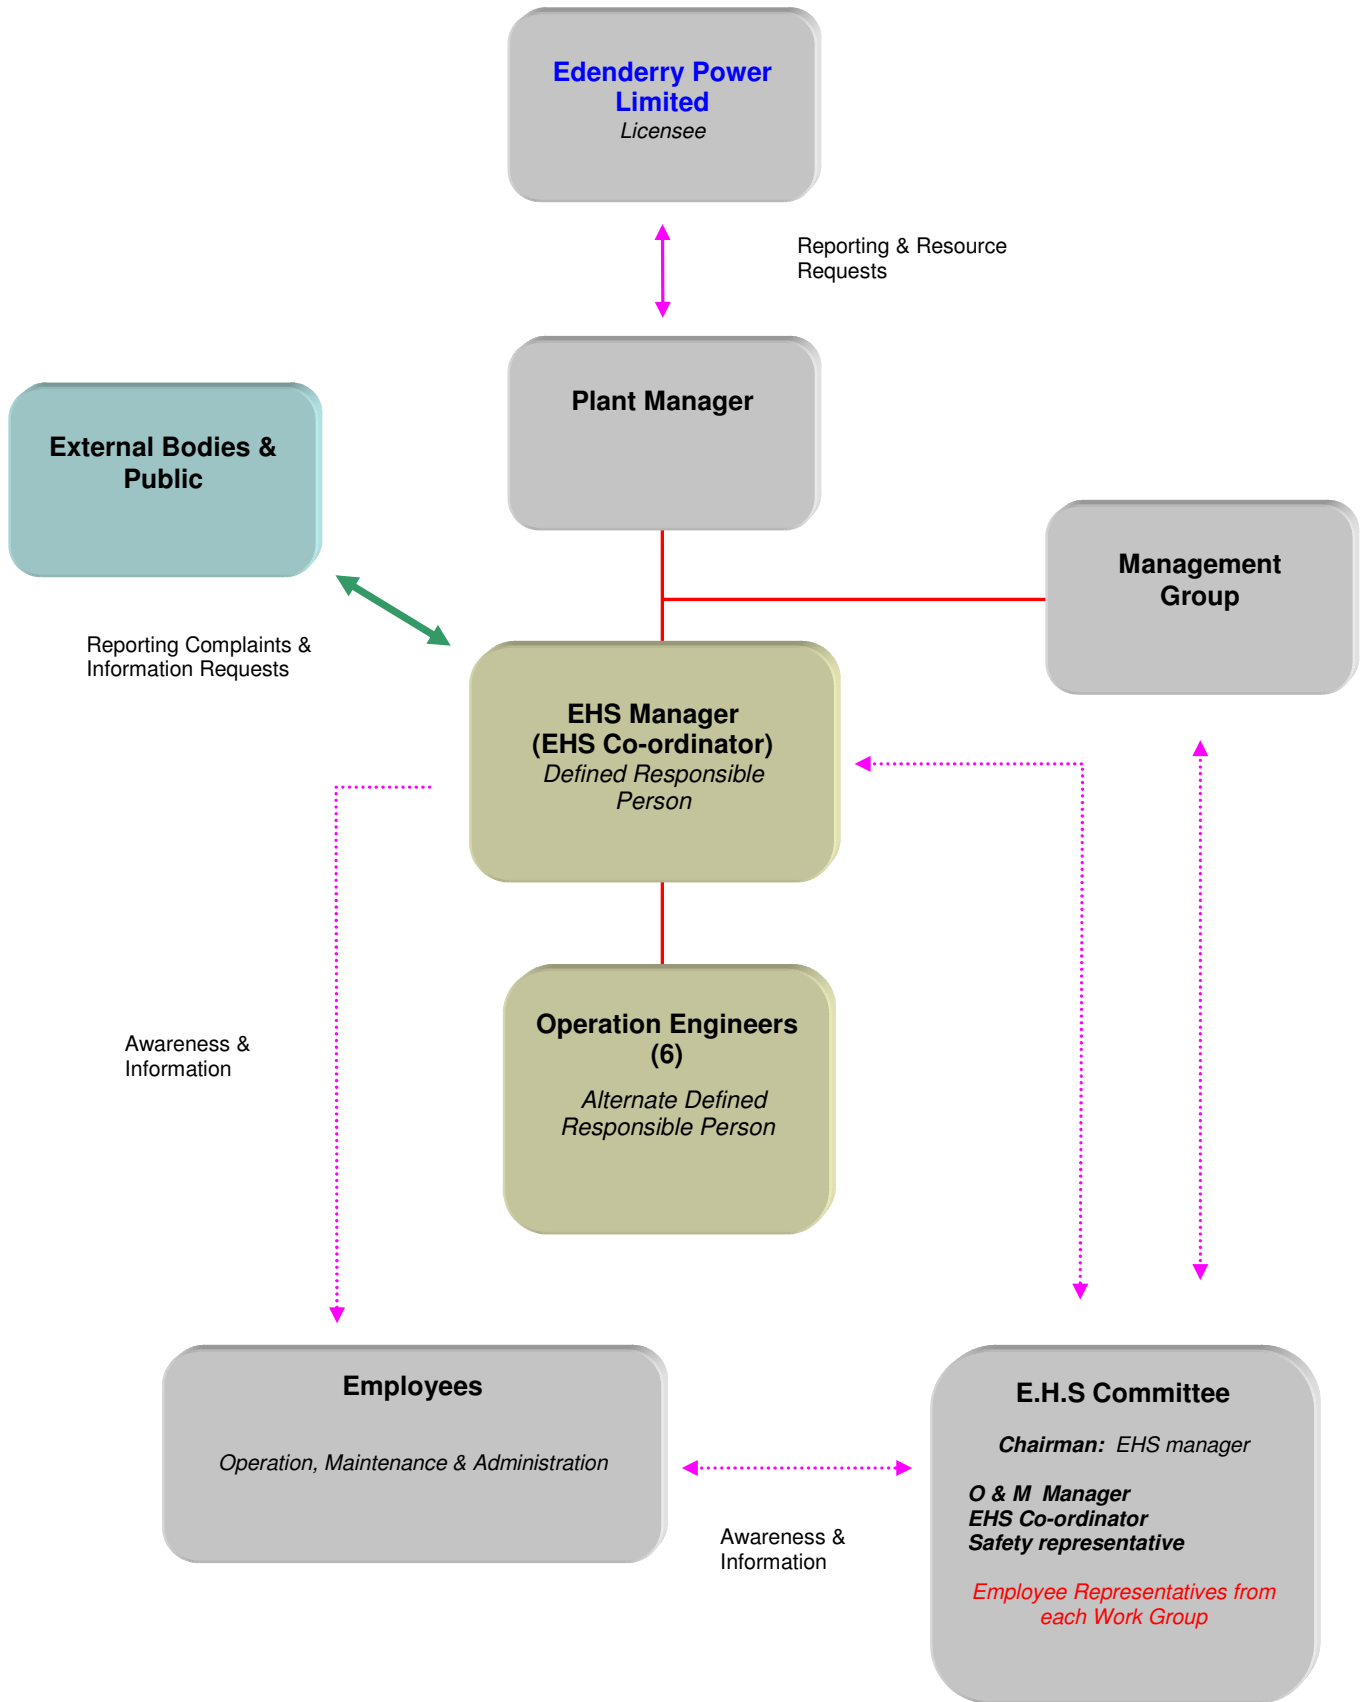 Edenderry Power
Limited
Licensee
Reporting & Resource
Requests
Plant Manager
External Bodies &
Public
Management
Group
Reporting Complaints &
Information Requests
EHS Manager
(EHS Co-ordinator)
Defined Responsible
Person
Operation Engineers
(6)
Alternate Defined
Responsible Person
Awareness &
Information
Employees
Operation, Maintenance & Administration
Awareness &
Information
E.H.S Committee
Chairman: EHS manager
O & M Manager
EHS Co-ordinator
Safety representative
Employee Representatives from
each Work Group